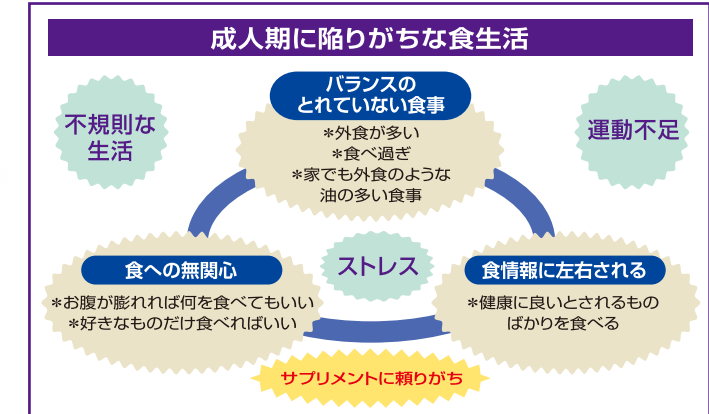 成人期に陥りがちな食生活
不規則な
生活
バランスの
とれていない食事
*外食が多い
*食べ過ぎ
*家でも外食のような
油の多い食事
運動不足
食への無関心
*お腹が膨れれば何を食べてもいい
*好きなものだけ食べればいい
ストレス
食情報に左右される
*健康に良いとされるもの
ばかりを食べる
サプリメントに頼りがち